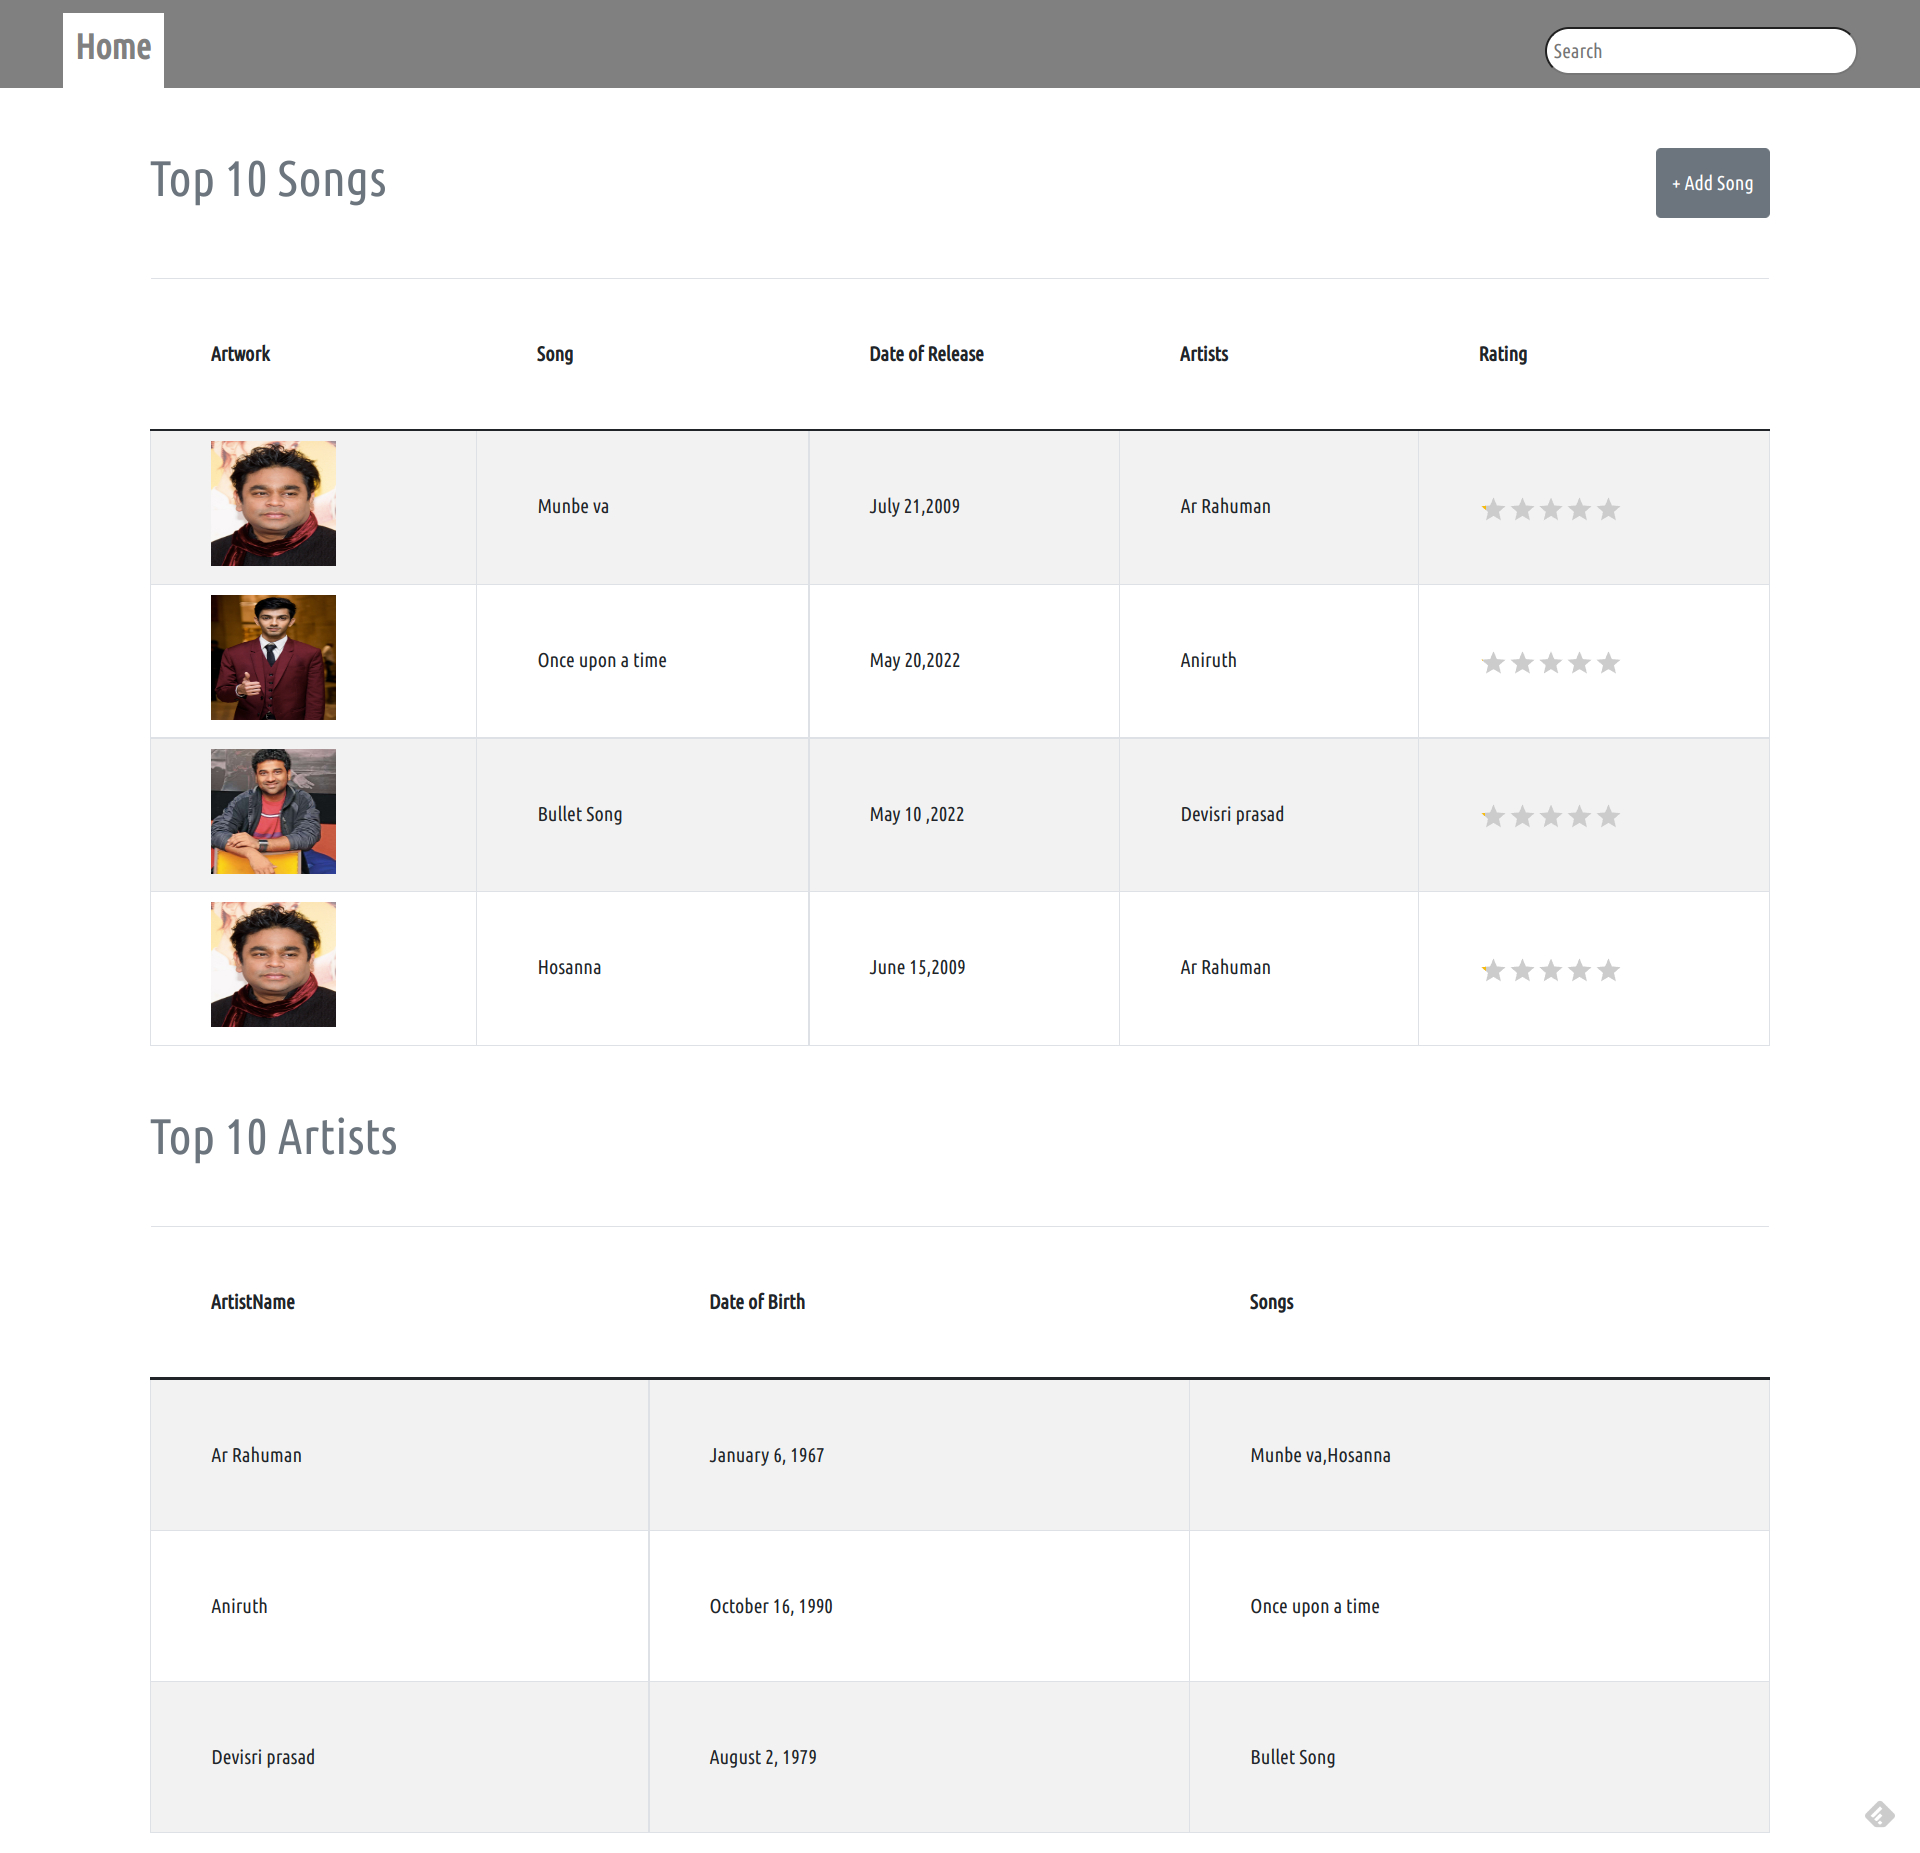 Home
Search
Top 10 Songs
+ Add Song
Artwork Song Date of Release Artists Rating
Munbe va July 21,2009 Ar Rahuman
Once upon a time May 20,2022 Aniruth
Bullet Song May 10 ,2022 Devisri prasad
Hosanna June 15,2009 Ar Rahuman
Top 10 Artists
ArtistName Date of Birth Songs
Ar Rahuman January 6, 1967 Munbe va,Hosanna
Aniruth October 16, 1990 Once upon a time
Devisri prasad August 2, 1979 Bullet Song